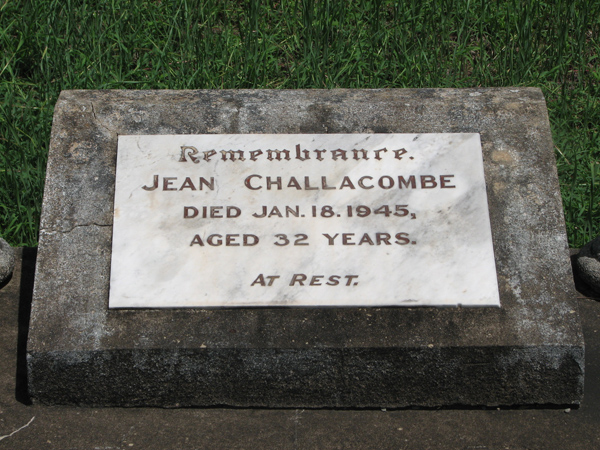 Remembrance.
JEAN CHALLACOMBE
DIED JAN. 18. 1945,
AGED 32 YEARS.
AT REST.